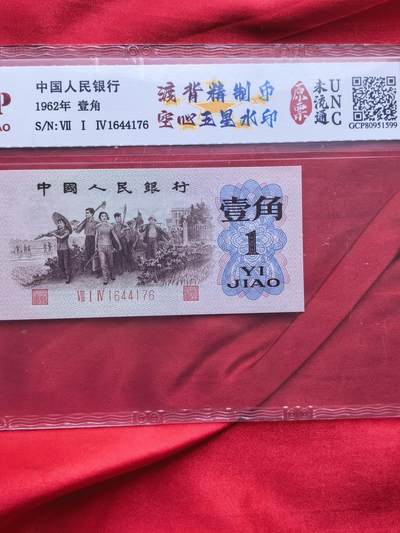 P
AO
中国人民银行
1962年 壹角
S/N:Ⅶ Ⅰ Ⅳ1644176
渡背精制币
空心五星水印
原票
未流通
UNC
GCP80951599
中國人民銀行
壹角
1
YI
JIAO
Ⅶ Ⅰ Ⅳ 1644176